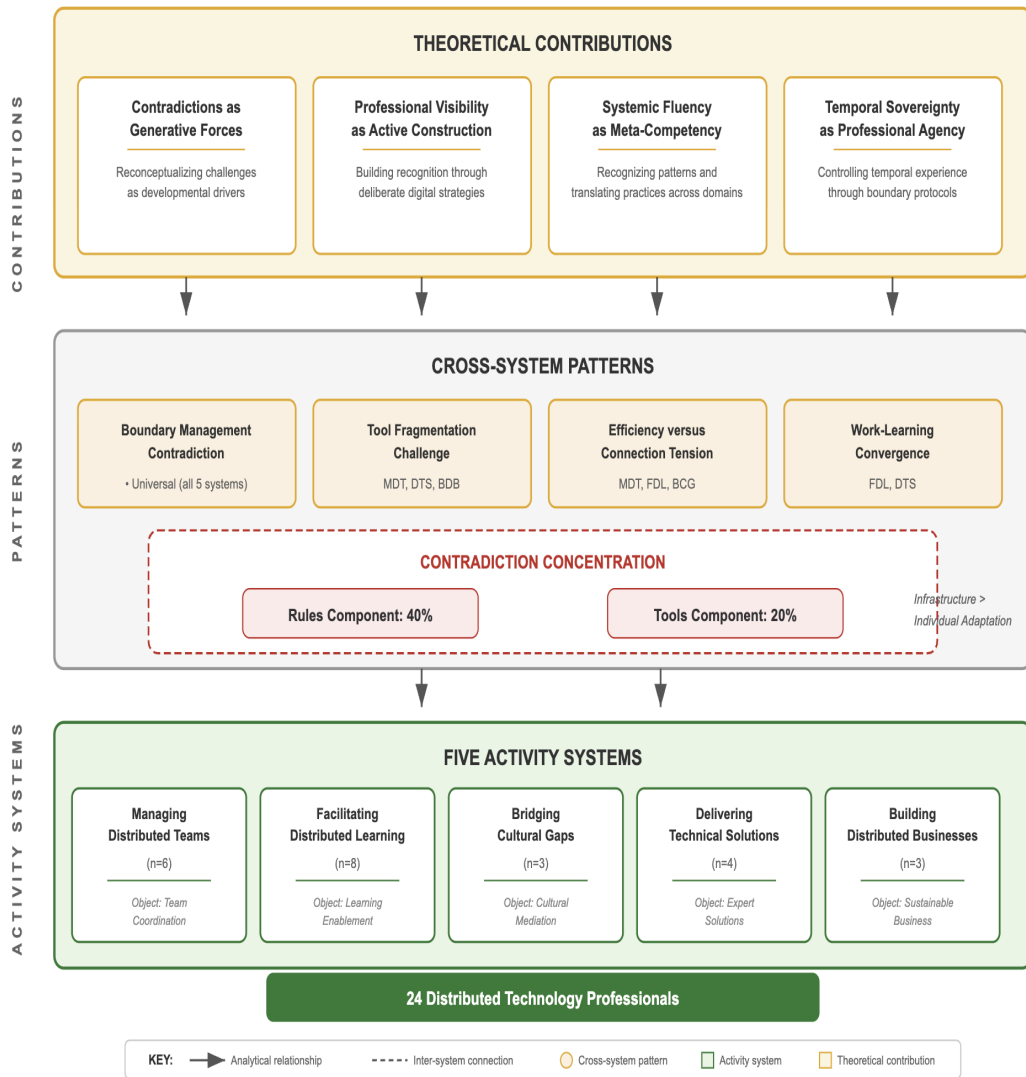 CONTRIBUTIONS
THEORETICAL CONTRIBUTIONS
Contradictions as
Generative Forces
Reconceptualizing challenges
as developmental drivers
Professional Visibility
as Active Construction
Building recognition through
deliberate digital strategies
Systemic Fluency
as Meta-Competency
Recognizing patterns and
translating practices across domains
Temporal Sovereignty
as Professional Agency
Controlling temporal experience
through boundary protocols
PATTERNS
CROSS-SYSTEM PATTERNS
Boundary Management
Contradiction
• Universal (all 5 systems)
Tool Fragmentation
Challenge
MDT, DTS, BDB
Efficiency versus
Connection Tension
MDT, FDL, BCG
Work-Learning
Convergence
FDL, DTS
CONTRADICTION CONCENTRATION
Rules Component: 40%
Tools Component: 20%
Infrastructure >
Individual Adaptation
ACTIVITY SYSTEMS
FIVE ACTIVITY SYSTEMS
Managing
Distributed Teams
(n=6)
Object: Team
Coordination
Facilitating
Distributed Learning
(n=8)
Object: Learning
Enablement
Bridging
Cultural Gaps
(n=3)
Object: Cultural
Mediation
Delivering
Technical Solutions
(n=4)
Object: Expert
Solutions
Building
Distributed Businesses
(n=3)
Object: Sustainable
Business
24 Distributed Technology Professionals
KEY:
Analytical relationship
Inter-system connection
Cross-system pattern
Activity system
Theoretical contribution